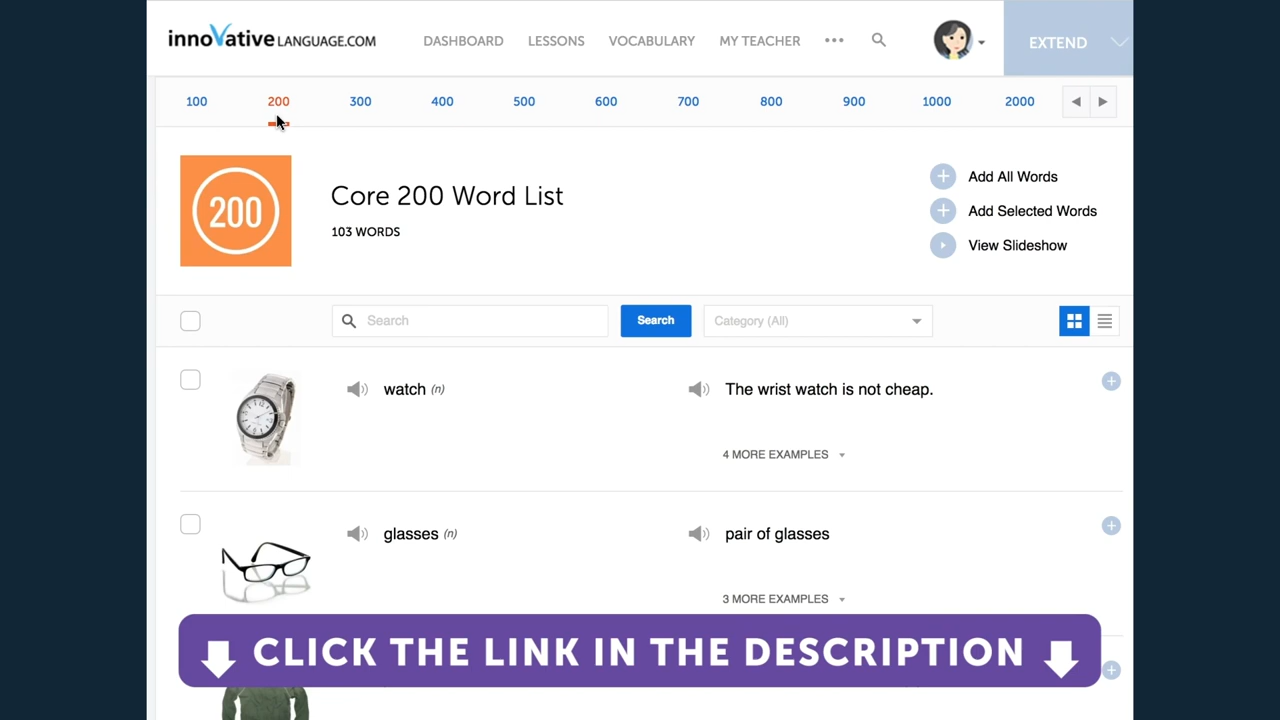 innoVative LANGUAGE.COM DASHBOARD LESSONS VOCABULARY MY TEACHER EXTEND
100 200 300 400 500 600 700 800 900 1000 2000
200
Core 200 Word List
103 WORDS
Add All Words
Add Selected Words
View Slideshow
Search Search Category (All)
watch (n) The wrist watch is not cheap.
4 MORE EXAMPLES
glasses (n) pair of glasses
3 MORE EXAMPLES
CLICK THE LINK IN THE DESCRIPTION